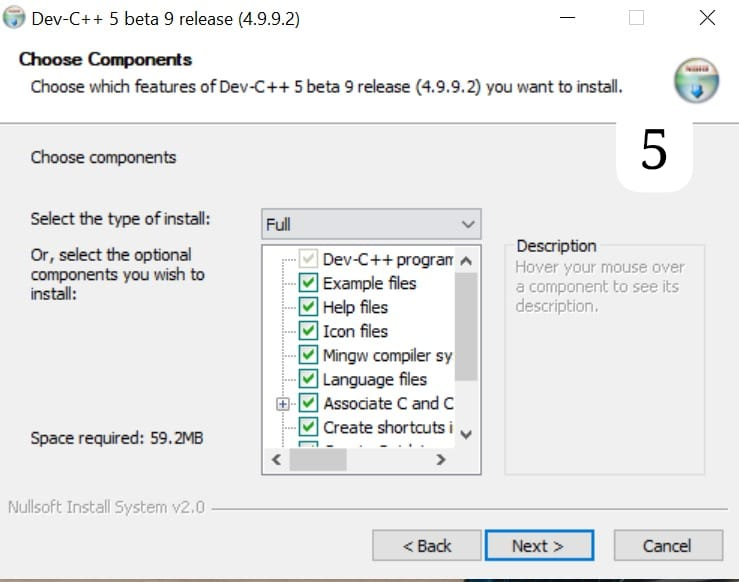 Dev-C++ 5 beta 9 release (4.9.9.2)
Choose Components
Choose which features of Dev-C++ 5 beta 9 release (4.9.9.2) you want to install.
5
Choose components
Select the type of install:
Full
Or, select the optional
components you wish to
install:
Dev-C++ program
Example files
Help files
Icon files
Mingw compiler sy
Language files
Associate C and C
Create shortcuts i
Description
Hover your mouse over
a component to see its
description.
Space required: 59.2MB
Nullsoft Install System v2.0
< Back
Next >
Cancel